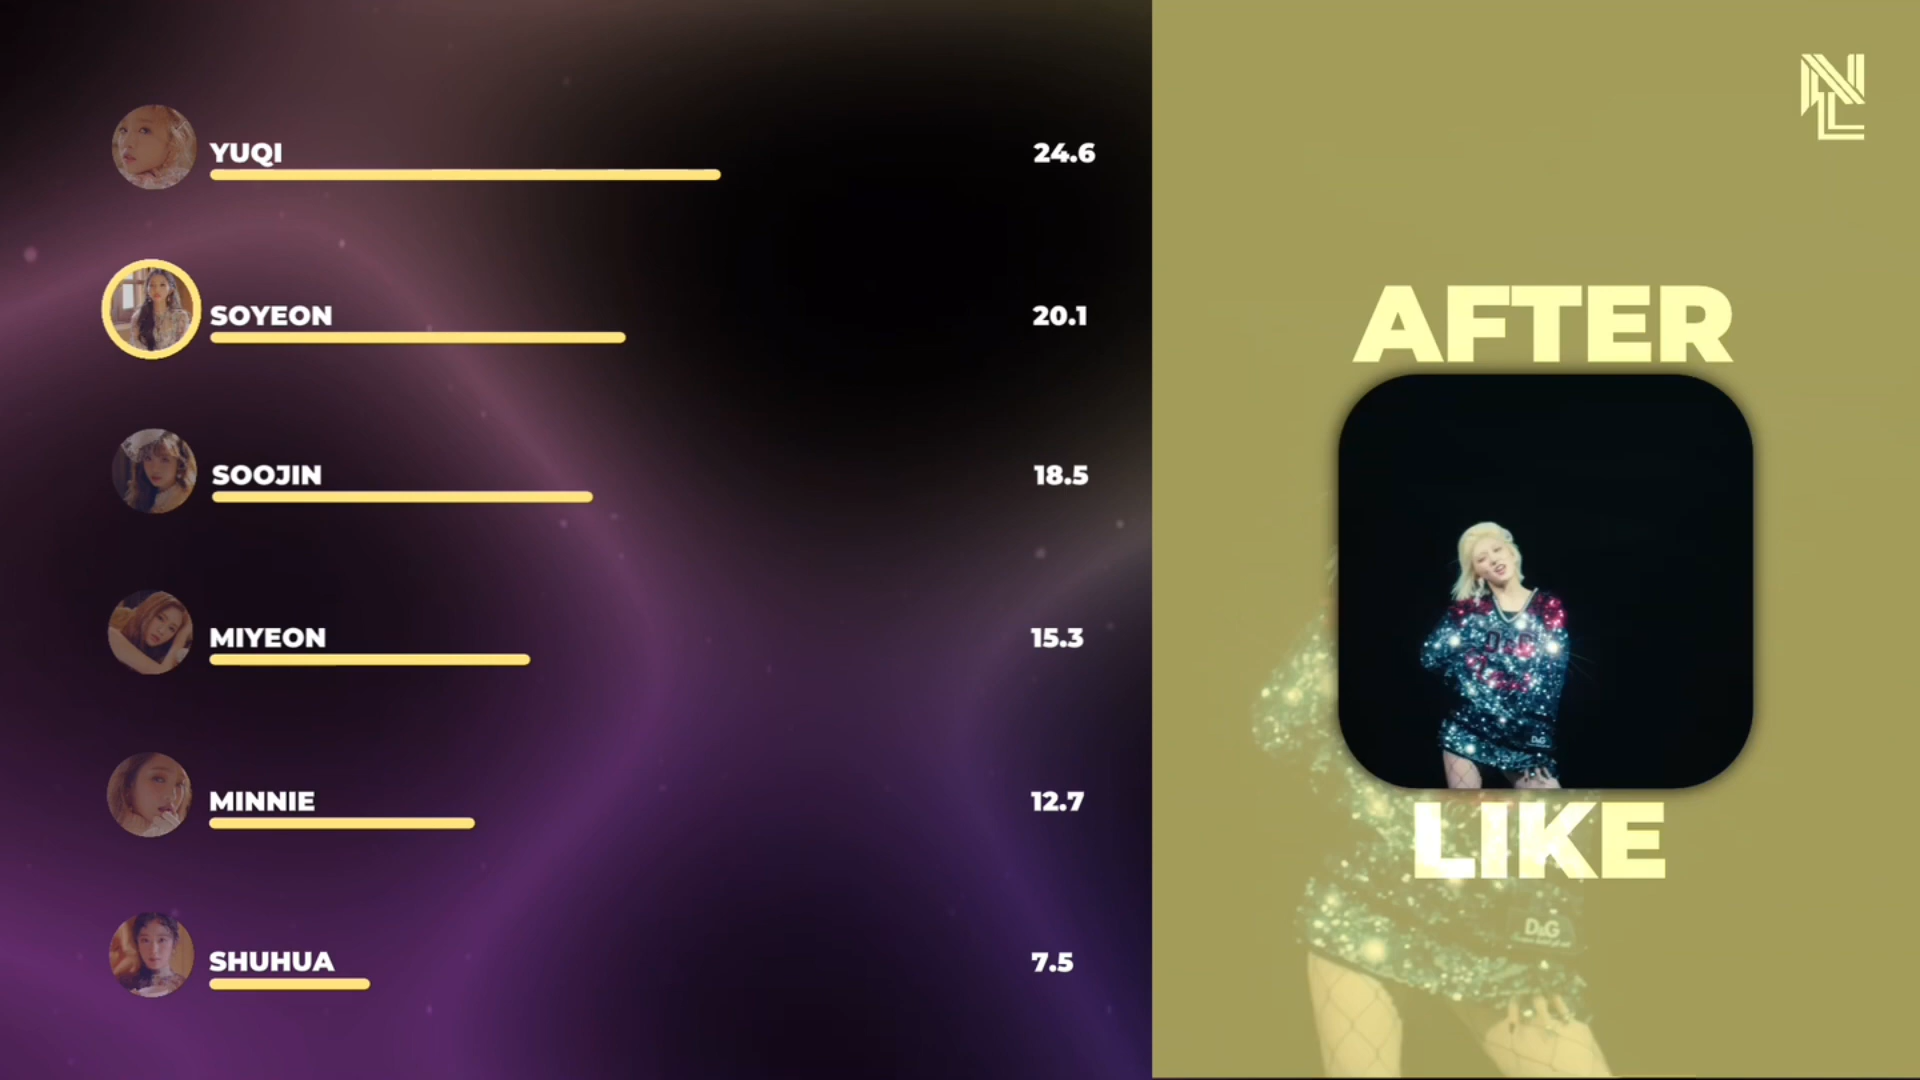 YUQI 24.6
SOYEON 20.1
SOOJIN 18.5
MIYEON 15.3
MINNIE 12.7
SHUHUA 7.5
NL
AFTER
D&G
D&G
LIKE
D&G